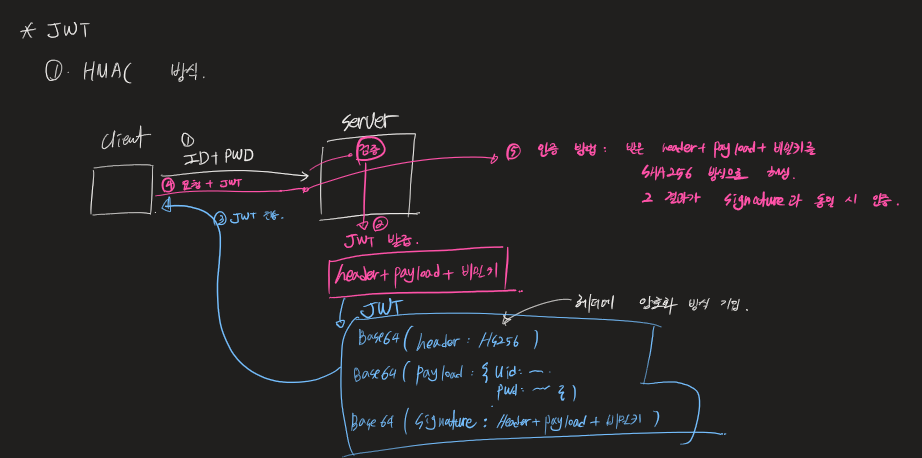 * JWT
① HMAC 방식.
Client
①
ID + PWD
④ 요청 + JWT
③ JWT 전송.
Server
검증
②
JWT 발급.
header + payload + 비밀키
⑤ 인증 방법 : 받은 header + payload + 비밀키를
SHA256 방식으로 해싱.
그 결과가 signature과 동일 시 인증.
JWT
헤더에 암호화 방식 기입.
Base64 ( header : HS256 )
Base64 ( payload : { Uid : ~
pwd : ~ } )
Base64 ( signature : Header + payload + 비밀키 )